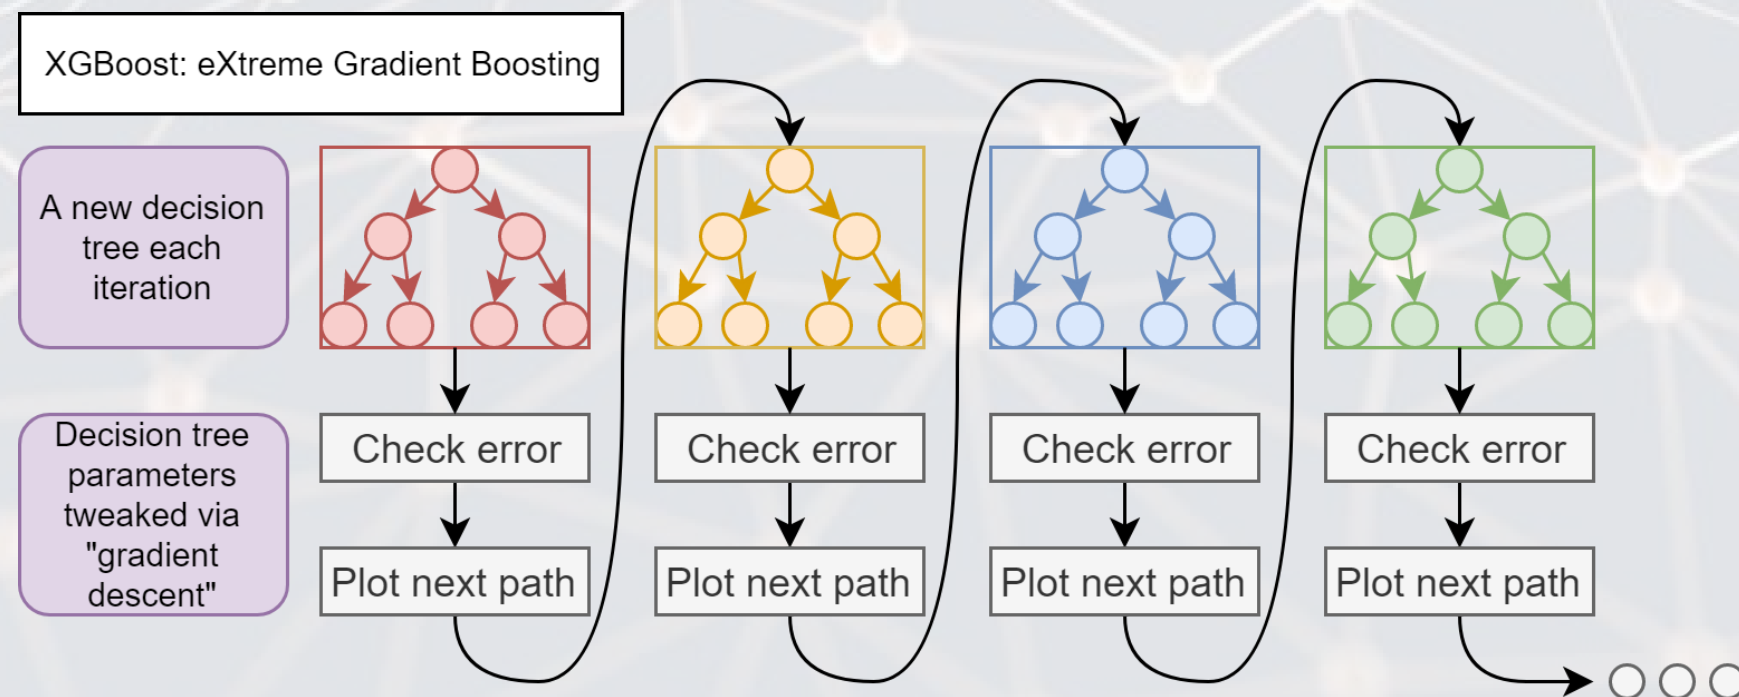 XGBoost: eXtreme Gradient Boosting
A new decision
tree each
iteration
Decision tree
parameters
tweaked via
"gradient
descent"
Check error
Check error
Check error
Check error
Plot next path
Plot next path
Plot next path
Plot next path